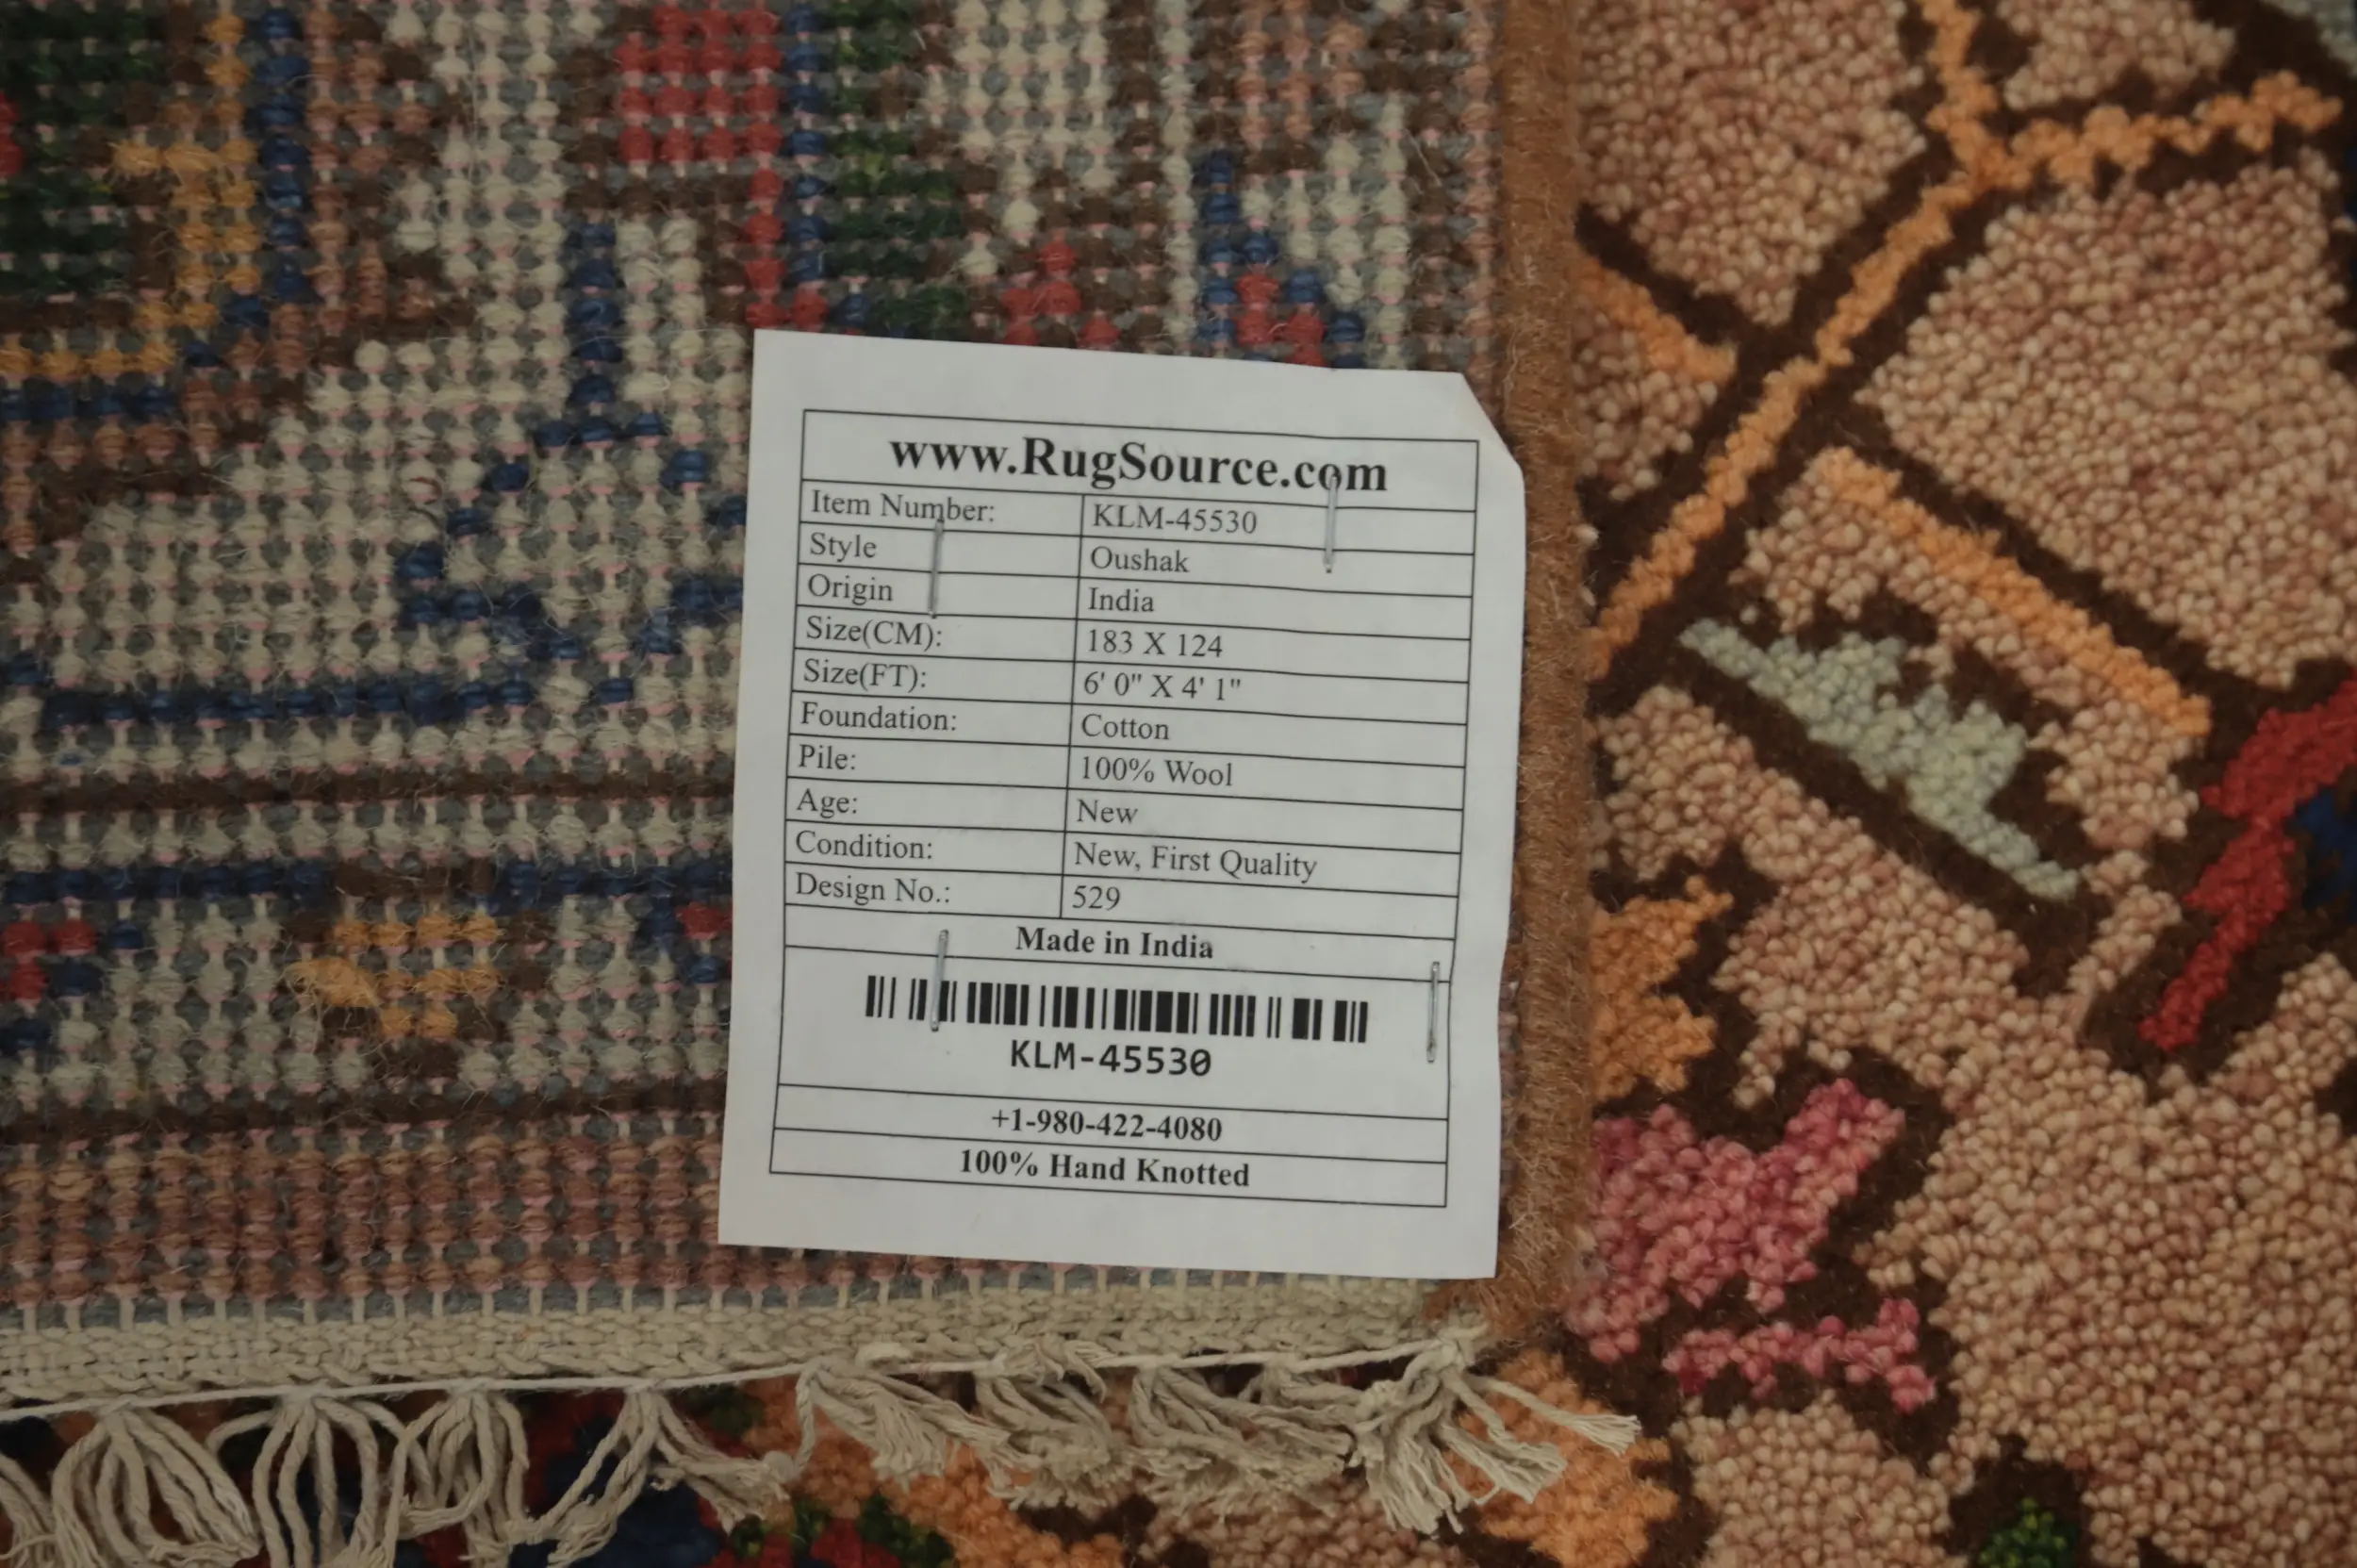 www.RugSource.com
Item Number: KLM-45530
Style Oushak
Origin India
Size(CM): 183 X 124
Size(FT): 6' 0" X 4' 1"
Foundation: Cotton
Pile: 100% Wool
Age: New
Condition: New, First Quality
Design No.: 529
Made in India
KLM-45530
+1-980-422-4080
100% Hand Knotted